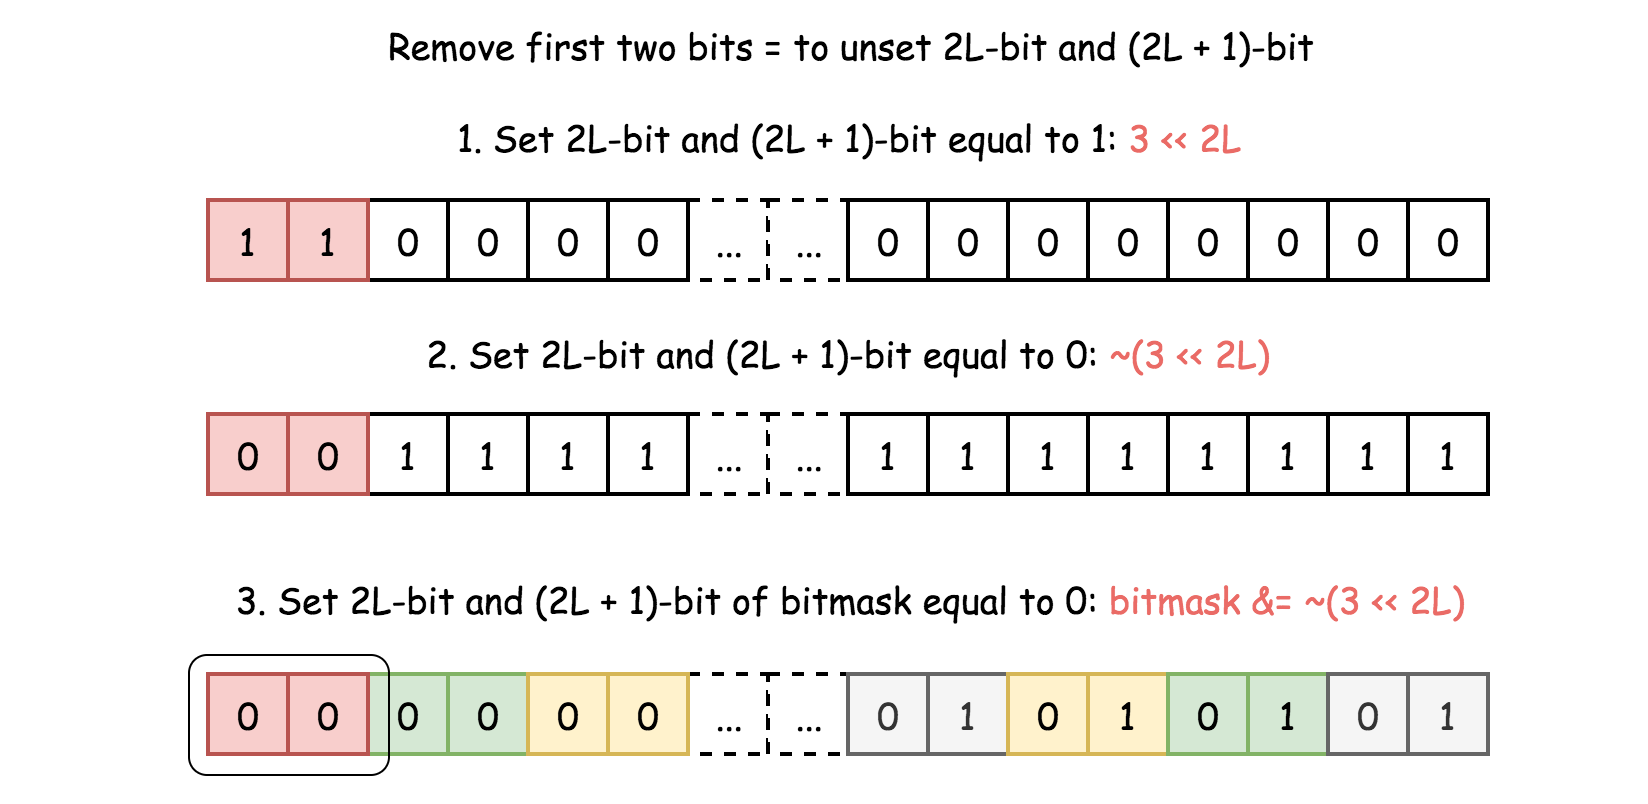 Remove first two bits = to unset 2L-bit and (2L + 1)-bit
1. Set 2L-bit and (2L + 1)-bit equal to 1: 3 << 2L
1 1 0 0 0 0 ... ... 0 0 0 0 0 0 0 0
2. Set 2L-bit and (2L + 1)-bit equal to 0: ~(3 << 2L)
0 0 1 1 1 1 ... ... 1 1 1 1 1 1 1 1
3. Set 2L-bit and (2L + 1)-bit of bitmask equal to 0: bitmask &= ~(3 << 2L)
0 0 0 0 0 0 ... ... 0 1 0 1 0 1 0 1